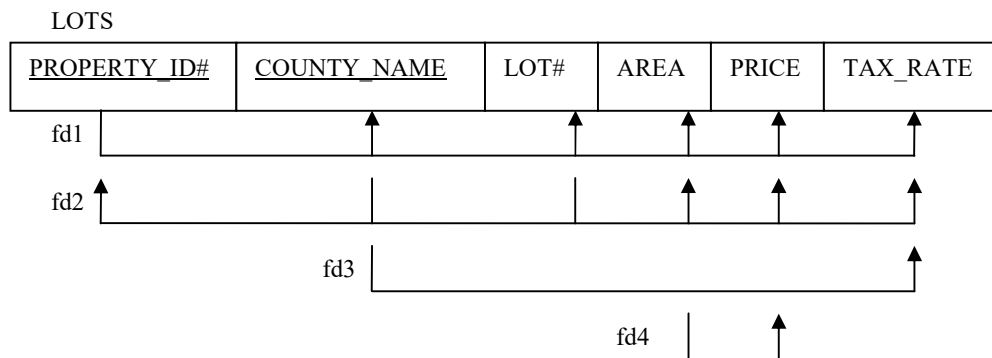 LOTS
PROPERTY_ID# COUNTY_NAME LOT# AREA PRICE TAX_RATE
fd1
fd2
fd3
fd4